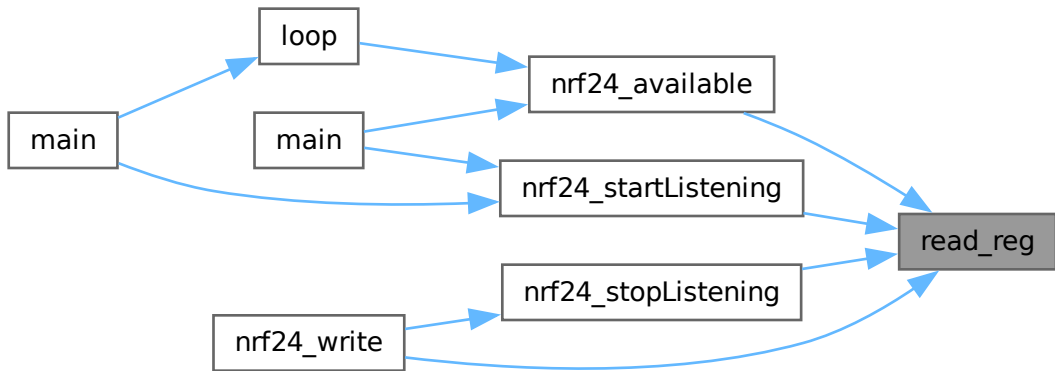 loop
nrf24_available
main
main
nrf24_startListening
read_reg
nrf24_stopListening
nrf24_write